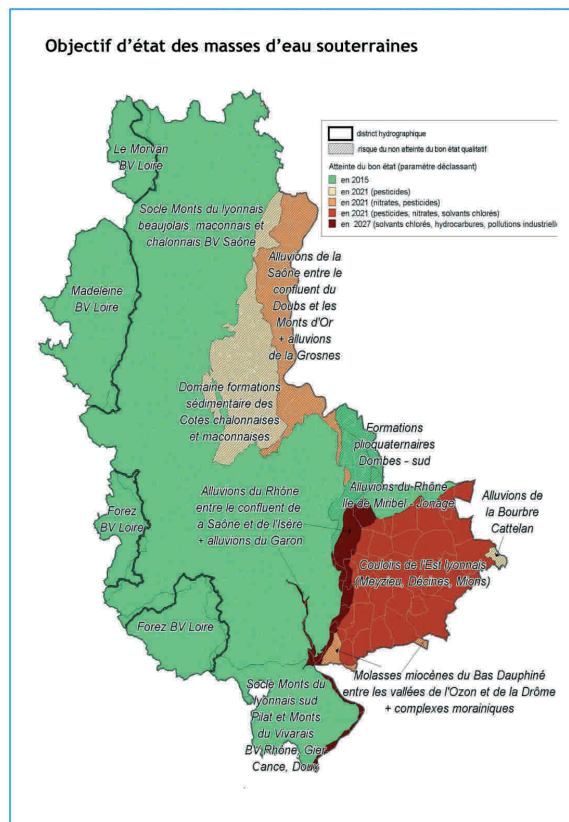 Objectif d'état des masses d'eau souterraines
district hydrographique
risque du non atteinte du bon état qualitatif
Atteinte du bon état (paramètre déclassant)
en 2015
en 2021 (pesticides)
en 2021 (nitrates, pesticides)
en 2021 (pesticides, nitrates, solvants chlorés)
en 2027 (solvants chlorés, hydrocarbures, pollutions industrielle
Le Morvan
BV Loire
Socle Monts du lyonnais
beaujolais, maconnais et
chalonnais BV Saône
Alluvions de la
Saône entre le
confluent du
Doubs et les
Monts d'Or
+ alluvions
de la Grosnes
Madeleine
BV Loire
Domaine formations
sédimentaire des
Cotes châlonnaises
et maconnaises
Formations
plioquaternaires
Dombes - sud
Alluvions du Rhône
Ile de Miribel - Jonage
Alluvions du Rhône
entre le confluent de
a Saône et de l'Isère
+ alluvions du Garon
Alluvions de
la Bourbre
Cattelan
Forez
BV Loire
Couloirs de l'Est lyonnais
(Meyzieu, Décines, Mions)
Forez BV Loire
Molasses miocènes du Bas Dauphiné
entre les vallées de l'Ozon et de la Drôme
+ complexes morainiques
Socle Monts du
lyonnais sud
Pilat et Monts
du Vivarais
BV Rhône, Gier
Cance, Doux